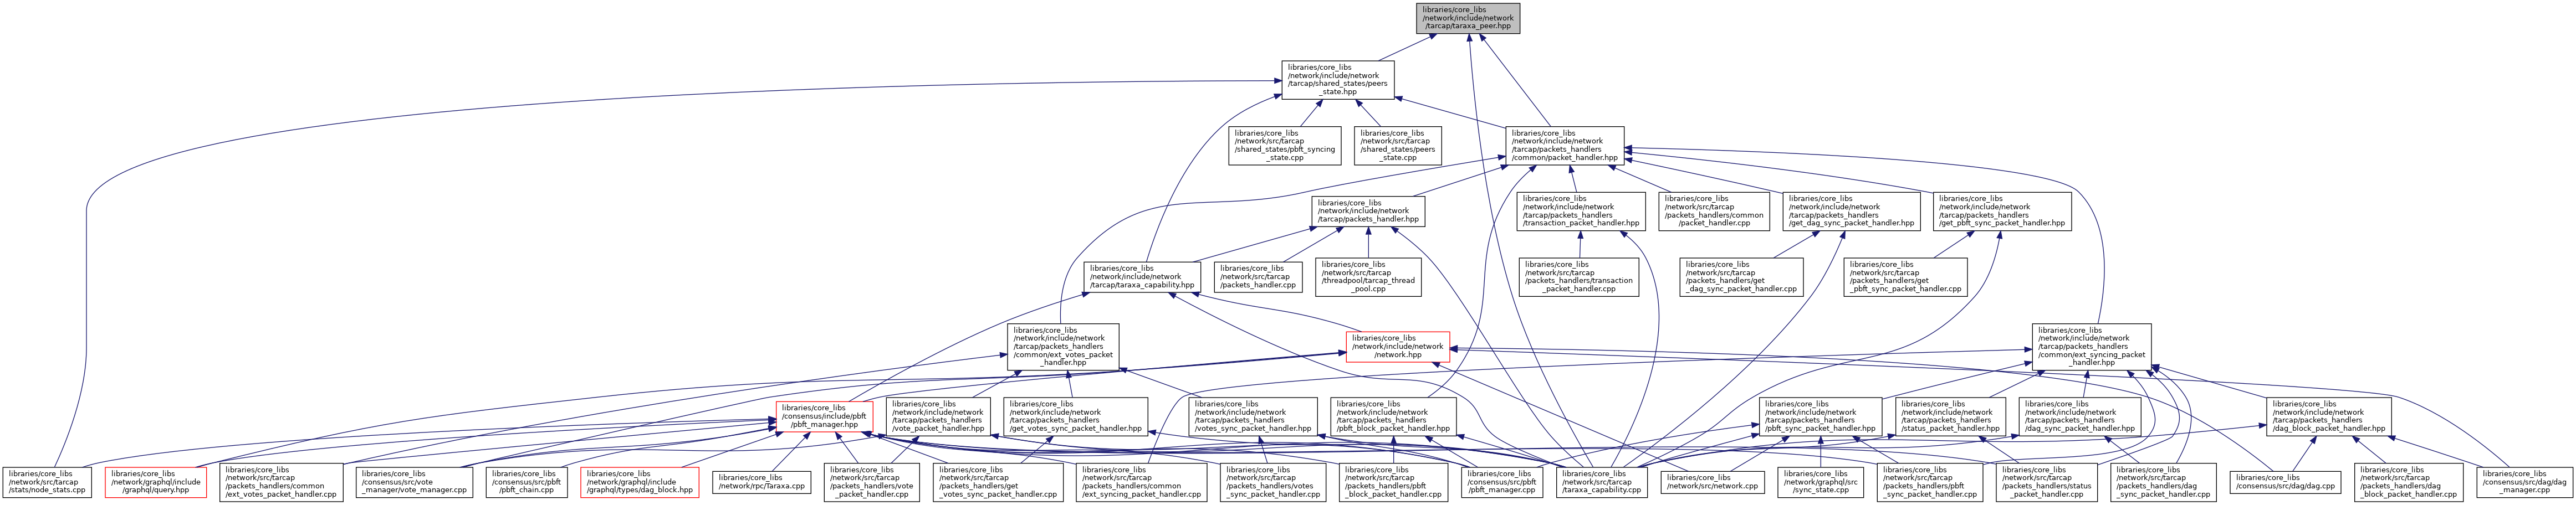 libraries/core_libs
/network/include/network
/tarcap/taraxa_peer.hpp
libraries/core_libs
/network/include/network
/tarcap/shared_states/peers
_state.hpp
libraries/core_libs
/network/src/tarcap
/shared_states/pbft_syncing
_state.cpp
libraries/core_libs
/network/src/tarcap
/shared_states/peers
_state.cpp
libraries/core_libs
/network/include/network
/tarcap/packets_handlers
/common/packet_handler.hpp
libraries/core_libs
/network/include/network
/tarcap/packets_handler.hpp
libraries/core_libs
/network/include/network
/tarcap/packets_handlers
/transaction_packet_handler.hpp
libraries/core_libs
/network/src/tarcap
/packets_handlers/common
/packet_handler.cpp
libraries/core_libs
/network/include/network
/tarcap/packets_handlers
/get_dag_sync_packet_handler.hpp
libraries/core_libs
/network/include/network
/tarcap/packets_handlers
/get_pbft_sync_packet_handler.hpp
libraries/core_libs
/network/include/network
/tarcap/taraxa_capability.hpp
libraries/core_libs
/network/src/tarcap
/packets_handler.cpp
libraries/core_libs
/network/src/tarcap
/threadpool/tarcap_thread
_pool.cpp
libraries/core_libs
/network/src/tarcap
/packets_handlers/transaction
_packet_handler.cpp
libraries/core_libs
/network/src/tarcap
/packets_handlers/get
_dag_sync_packet_handler.cpp
libraries/core_libs
/network/src/tarcap
/packets_handlers/get
_pbft_sync_packet_handler.cpp
libraries/core_libs
/network/include/network
/tarcap/packets_handlers
/common/ext_votes_packet
_handler.hpp
libraries/core_libs
/network/include/network
/network.hpp
libraries/core_libs
/network/include/network
/tarcap/packets_handlers
/common/ext_syncing_packet
_handler.hpp
libraries/core_libs
/consensus/include/pbft
/pbft_manager.hpp
libraries/core_libs
/network/include/network
/tarcap/packets_handlers
/vote_packet_handler.hpp
libraries/core_libs
/network/include/network
/tarcap/packets_handlers
/get_votes_sync_packet_handler.hpp
libraries/core_libs
/network/include/network
/tarcap/packets_handlers
/votes_sync_packet_handler.hpp
libraries/core_libs
/network/include/network
/tarcap/packets_handlers
/pbft_block_packet_handler.hpp
libraries/core_libs
/network/include/network
/tarcap/packets_handlers
/pbft_sync_packet_handler.hpp
libraries/core_libs
/network/include/network
/tarcap/packets_handlers
/status_packet_handler.hpp
libraries/core_libs
/network/include/network
/tarcap/packets_handlers
/dag_sync_packet_handler.hpp
libraries/core_libs
/network/include/network
/tarcap/packets_handlers
/dag_block_packet_handler.hpp
libraries/core_libs
/network/src/tarcap
/stats/node_stats.cpp
libraries/core_libs
/network/graphql/include
/graphql/query.hpp
libraries/core_libs
/network/src/tarcap
/packets_handlers/common
/ext_votes_packet_handler.cpp
libraries/core_libs
/consensus/src/vote
_manager/vote_manager.cpp
libraries/core_libs
/consensus/src/pbft
/pbft_chain.cpp
libraries/core_libs
/network/graphql/include
/graphql/types/dag_block.hpp
libraries/core_libs
/network/rpc/Taraxa.cpp
libraries/core_libs
/network/src/tarcap
/packets_handlers/vote
_packet_handler.cpp
libraries/core_libs
/network/src/tarcap
/packets_handlers/get
_votes_sync_packet_handler.cpp
libraries/core_libs
/network/src/tarcap
/packets_handlers/common
/ext_syncing_packet_handler.cpp
libraries/core_libs
/network/src/tarcap
/packets_handlers/votes
_sync_packet_handler.cpp
libraries/core_libs
/network/src/tarcap
/packets_handlers/pbft
_block_packet_handler.cpp
libraries/core_libs
/consensus/src/pbft
/pbft_manager.cpp
libraries/core_libs
/network/src/tarcap
/taraxa_capability.cpp
libraries/core_libs
/network/src/network.cpp
libraries/core_libs
/network/graphql/src
/sync_state.cpp
libraries/core_libs
/network/src/tarcap
/packets_handlers/pbft
_sync_packet_handler.cpp
libraries/core_libs
/network/src/tarcap
/packets_handlers/status
_packet_handler.cpp
libraries/core_libs
/network/src/tarcap
/packets_handlers/dag
_sync_packet_handler.cpp
libraries/core_libs
/consensus/src/dag/dag.cpp
libraries/core_libs
/network/src/tarcap
/packets_handlers/dag
_block_packet_handler.cpp
libraries/core_libs
/consensus/src/dag/dag
_manager.cpp